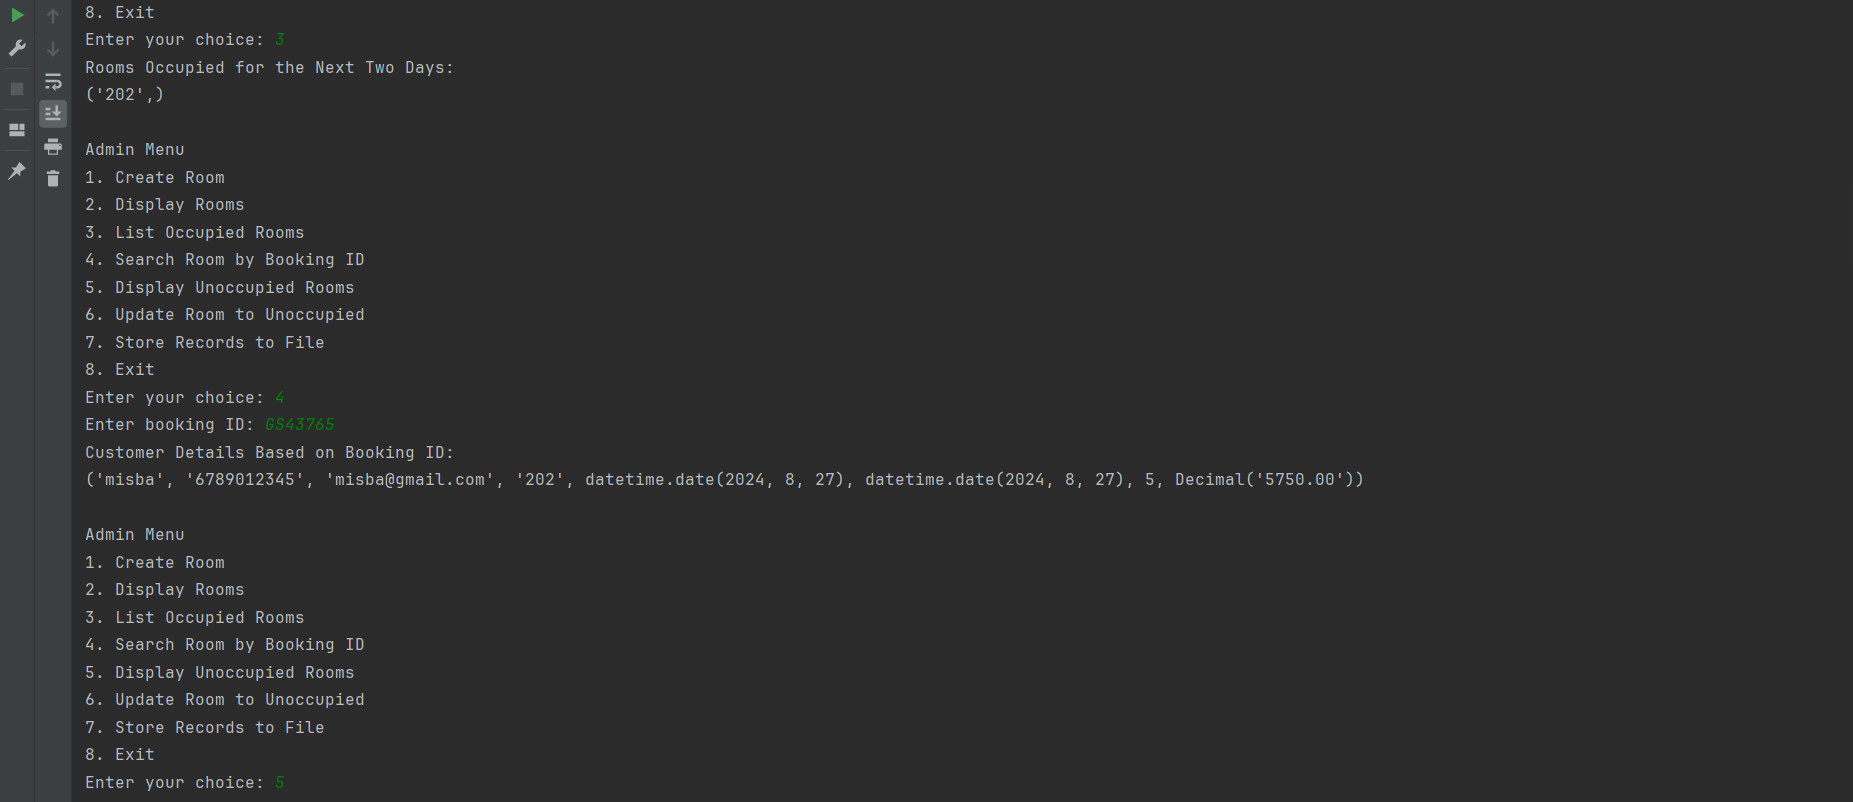 8. Exit
Enter your choice: 3
Rooms Occupied for the Next Two Days:
('202',)
Admin Menu
1. Create Room
2. Display Rooms
3. List Occupied Rooms
4. Search Room by Booking ID
5. Display Unoccupied Rooms
6. Update Room to Unoccupied
7. Store Records to File
8. Exit
Enter your choice: 4
Enter booking ID: GS43765
Customer Details Based on Booking ID:
('misba', '6789012345', 'misba@gmail.com', '202', datetime.date(2024, 8, 27), datetime.date(2024, 8, 27), 5, Decimal('5750.00'))
Admin Menu
1. Create Room
2. Display Rooms
3. List Occupied Rooms
4. Search Room by Booking ID
5. Display Unoccupied Rooms
6. Update Room to Unoccupied
7. Store Records to File
8. Exit
Enter your choice: 5